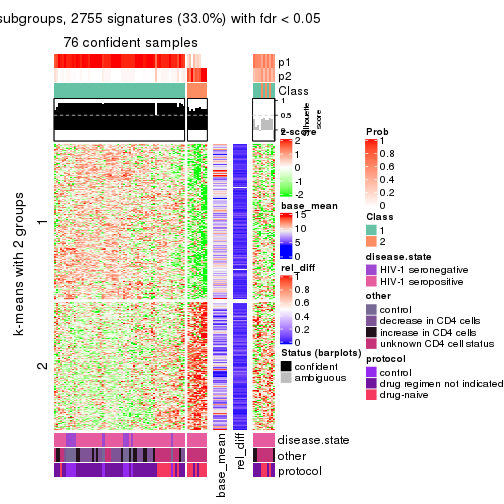 subgroups, 2755 signatures (33.0%) with fdr < 0.05
76 confident samples
p1
p2
Class
1
0.5
0
silhouette
score
k-means with 2 groups
1
2
z-score
2
1
0
-1
-2
base_mean
15
10
5
0
rel_diff
1
0.8
0.6
0.4
0.2
0
Status (barplots)
confident
ambiguous
Prob
1
0.8
0.6
0.4
0.2
0
Class
1
2
disease.state
HIV-1 seronegative
HIV-1 seropositive
other
control
decrease in CD4 cells
increase in CD4 cells
unknown CD4 cell status
protocol
control
drug regimen not indicated
drug-naive
disease.state
other
protocol
base_mean
rel_diff